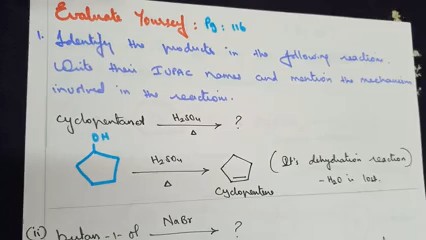 Evaluate Yourself : Pg : 116
1. Identify the products in the following reaction.
Write their IUPAC names and mention the mechanism
involved in the reaction.
cyclopentanol H₂SO₄ Δ → ?
OH
H₂SO₄ Δ → (It's dehydration reaction)
- H₂O is lost.
Cyclopentene
(ii) butan-1-ol NaBr → ?